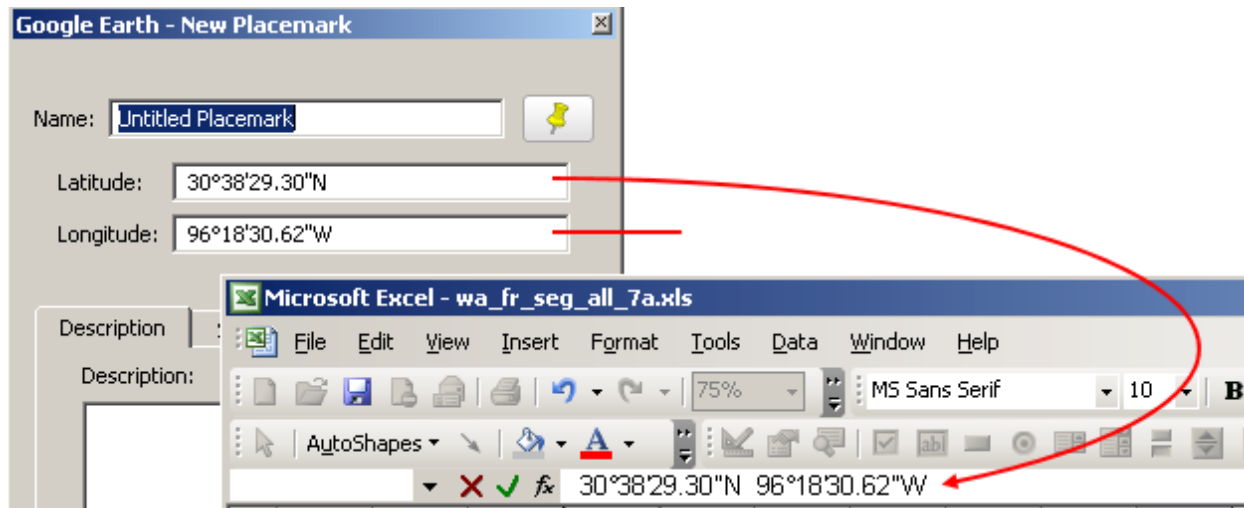 Google Earth - New Placemark
Name: Untitled Placemark
Latitude: 30°38'29.30"N
Longitude: 96°18'30.62"W
Microsoft Excel - wa_fr_seg_all_7a.xls
Description
File Edit View Insert Format Tools Data Window Help
Description:
75% MS Sans Serif 10 B
AutoShapes A ab
fx 30°38'29.30"N 96°18'30.62"W